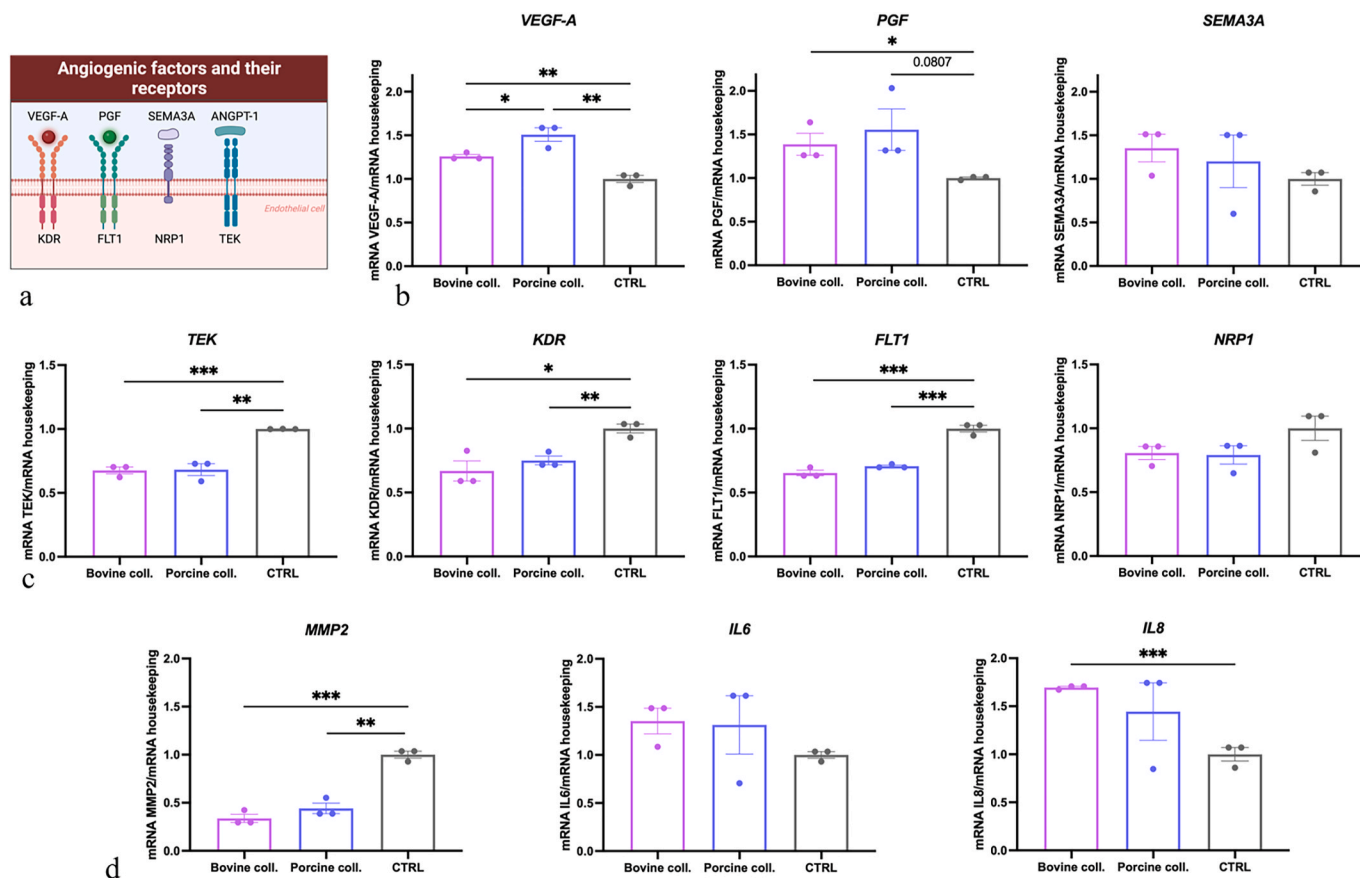 Angiogenic factors and their
receptors
VEGF-A PGF SEMA3A ANGPT-1
Endothelial cell
KDR FLT1 NRP1 TEK
a
VEGF-A
mRNA VEGF-A/mRNA housekeeping
2.0
1.5
1.0
0.5
0.0
** 
* **
Bovine coll. Porcine coll. CTRL
b
PGF
mRNA PGF/mRNA housekeeping
2.5
2.0
1.5
1.0
0.5
0.0
*
0.0807
Bovine coll. Porcine coll. CTRL
SEMA3A
mRNA SEMA3A/mRNA housekeeping
2.0
1.5
1.0
0.5
0.0
Bovine coll. Porcine coll. CTRL
TEK
mRNA TEK/mRNA housekeeping
1.5
1.0
0.5
0.0
***
**
Bovine coll. Porcine coll. CTRL
c
KDR
mRNA KDR/mRNA housekeeping
1.5
1.0
0.5
0.0
*
**
Bovine coll. Porcine coll. CTRL
FLT1
mRNA FLT1/mRNA housekeeping
1.5
1.0
0.5
0.0
***
***
Bovine coll. Porcine coll. CTRL
NRP1
mRNA NRP1/mRNA housekeeping
1.5
1.0
0.5
0.0
Bovine coll. Porcine coll. CTRL
MMP2
mRNA MMP2/mRNA housekeeping
2.0
1.5
1.0
0.5
0.0
***
**
Bovine coll. Porcine coll. CTRL
d
IL6
mRNA IL6/mRNA housekeeping
2.0
1.5
1.0
0.5
0.0
Bovine coll. Porcine coll. CTRL
IL8
mRNA IL8/mRNA housekeeping
2.0
1.5
1.0
0.5
0.0
***
Bovine coll. Porcine coll. CTRL